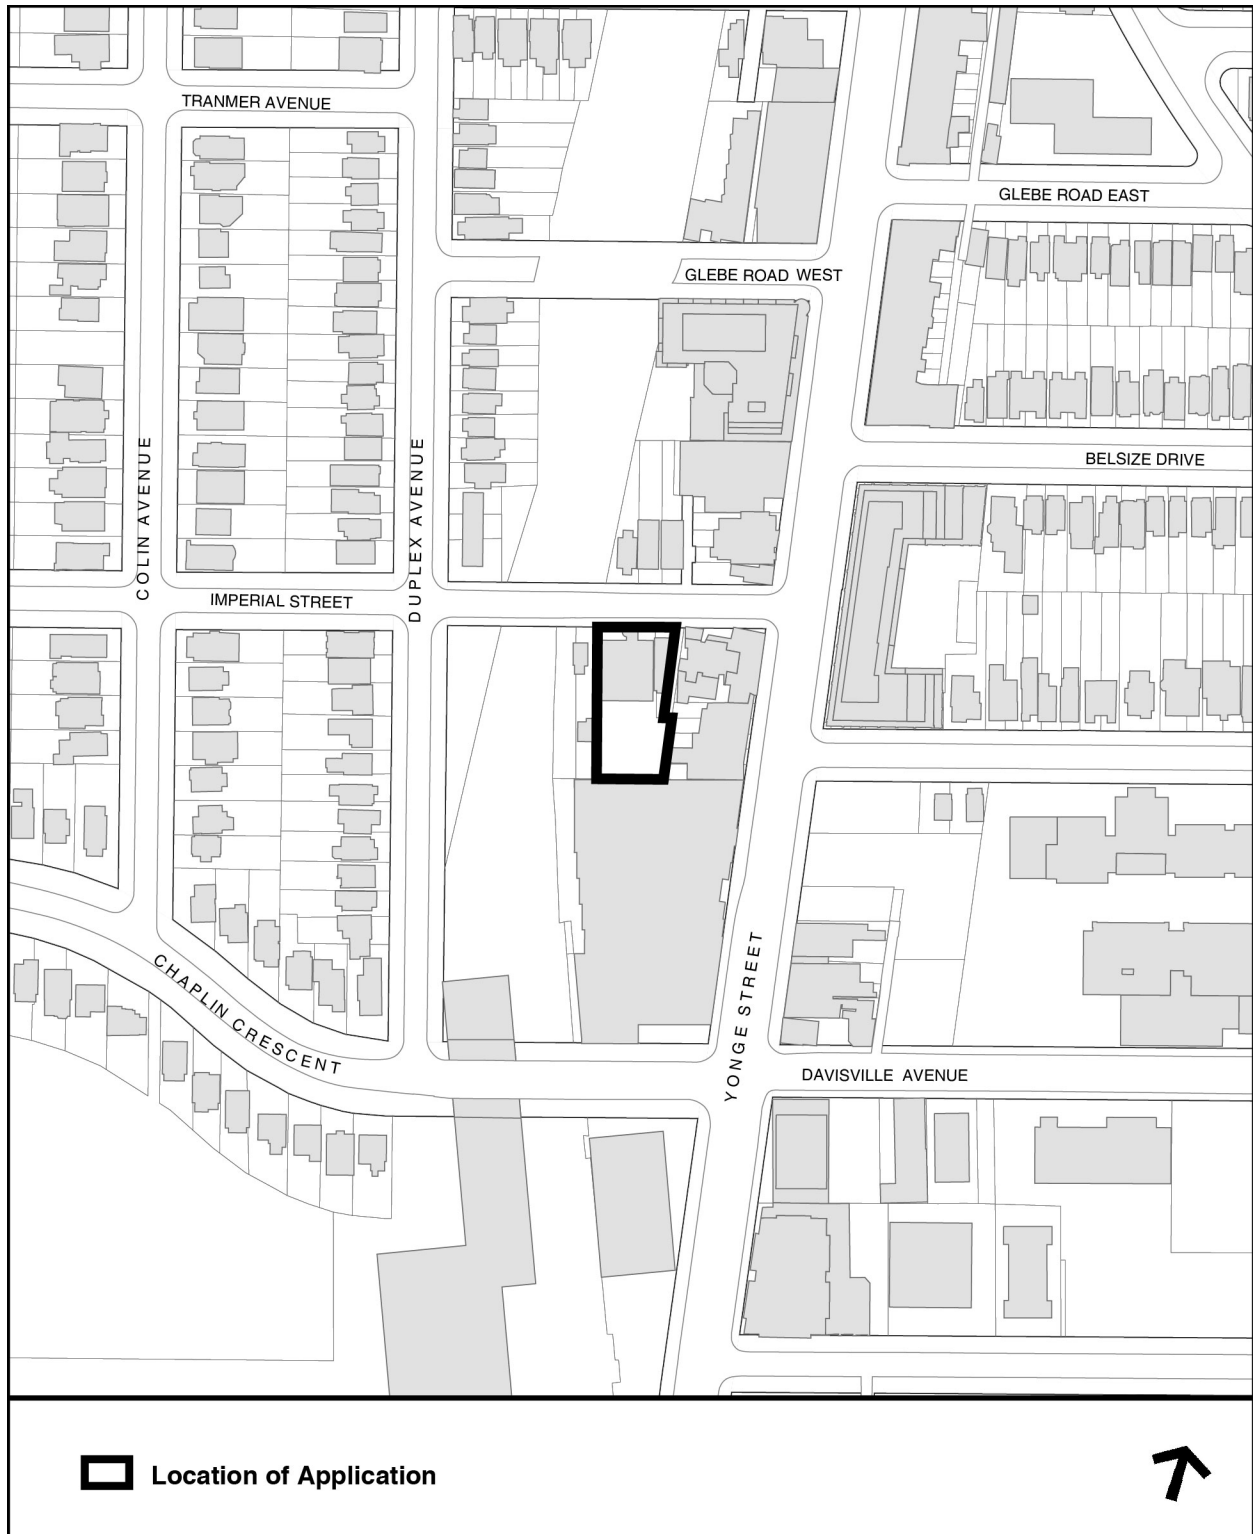 TRANMER AVENUE
GLEBE ROAD EAST
GLEBE ROAD WEST
COLIN AVENUE
DUPLEX AVENUE
BELSIZE DRIVE
IMPERIAL STREET
CHAPLIN CRESCENT
YONGE STREET
DAVISVILLE AVENUE
Location of Application